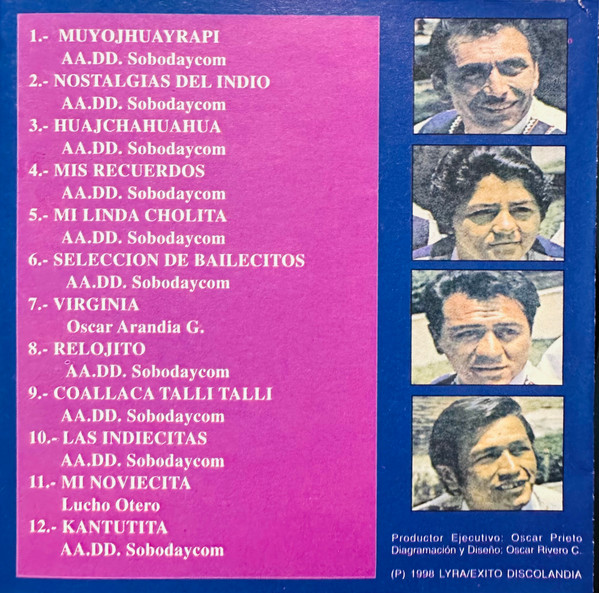 1.- MUYOJHUAYRAPI
AA.DD. Sobodaycom
2.- NOSTALGIAS DEL INDIO
AA.DD. Sobodaycom
3.- HUAJCHAHUAHUA
AA.DD. Sobodaycom
4.- MIS RECUERDOS
AA.DD. Sobodaycom
5.- MI LINDA CHOLITA
AA.DD. Sobodaycom
6.- SELECCION DE BAILECITOS
AA.DD. Sobodaycom
7.- VIRGINIA
Oscar Arandia G.
8.- RELOJITO
AA.DD. Sobodaycom
9.- COALLACA TALLI TALLI
AA.DD. Sobodaycom
10.- LAS INDIECITAS
AA.DD. Sobodaycom
11.- MI NOVIECITA
Lucho Otero
12.- KANTUTITA
AA.DD. Sobodaycom
Productor Ejecutivo: Oscar Prieto
Diagramación y Diseño: Oscar Rivero C.
(P) 1998 LYRA/EXITO DISCOLANDIA